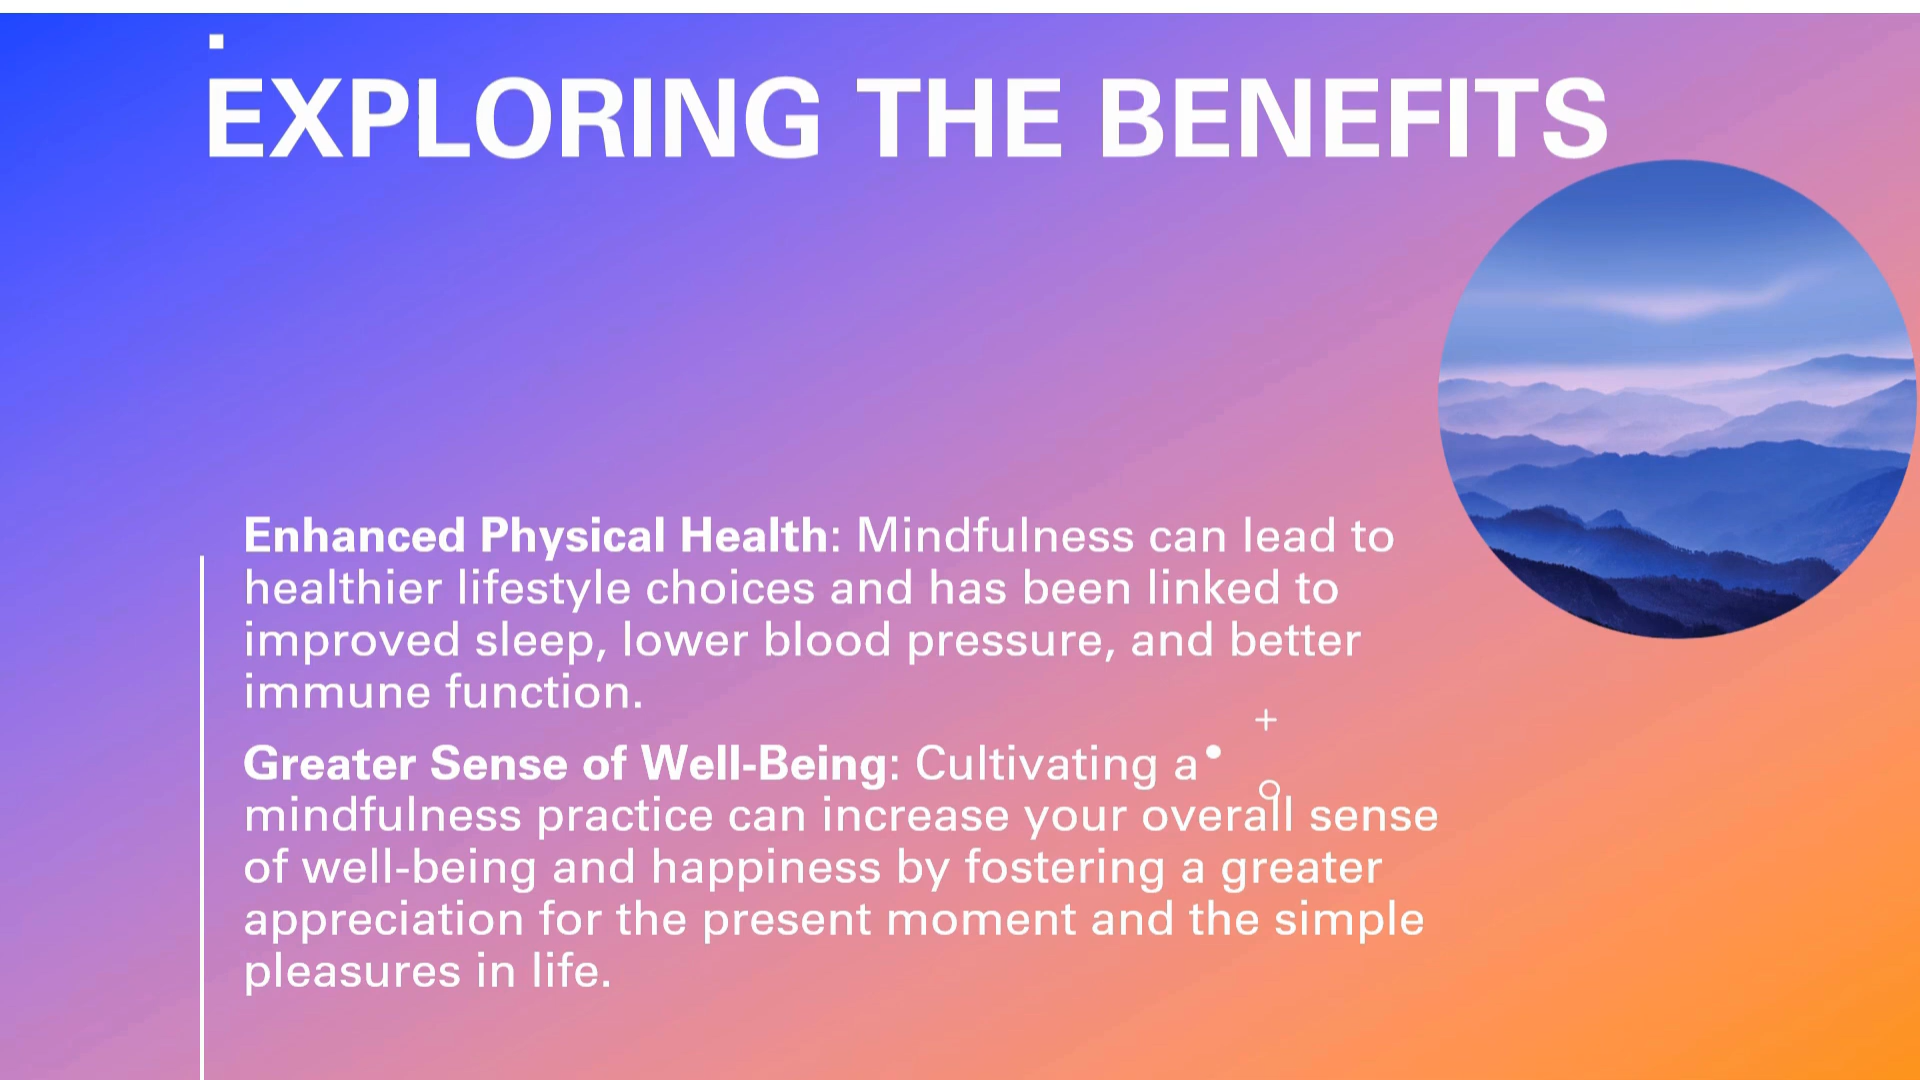 EXPLORING THE BENEFITS
Enhanced Physical Health: Mindfulness can lead to
healthier lifestyle choices and has been linked to
improved sleep, lower blood pressure, and better
immune function.
Greater Sense of Well-Being: Cultivating a
mindfulness practice can increase your overall sense
of well-being and happiness by fostering a greater
appreciation for the present moment and the simple
pleasures in life.